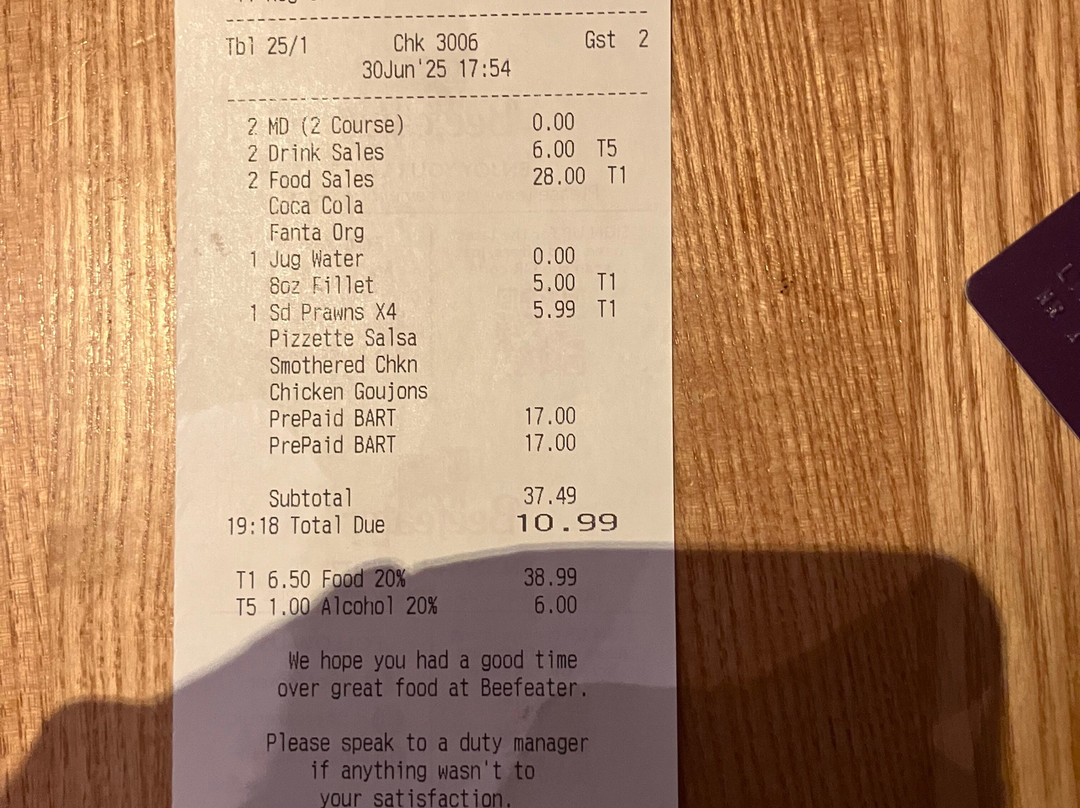 Tbl 25/1 Chk 3006 Gst 2
30Jun'25 17:54
2 MD (2 Course) 0.00
2 Drink Sales 6.00 T5
2 Food Sales 28.00 T1
Coca Cola
Fanta Org
1 Jug Water 0.00
8oz Fillet 5.00 T1
1 Sd Prawns X4 5.99 T1
Pizzette Salsa
Smothered Chkn
Chicken Goujons
PrePaid BART 17.00
PrePaid BART 17.00
Subtotal 37.49
19:18 Total Due 10.99
T1 6.50 Food 20% 38.99
T5 1.00 Alcohol 20% 6.00
We hope you had a good time
over great food at Beefeater.
Please speak to a duty manager
if anything wasn't to
your satisfaction.